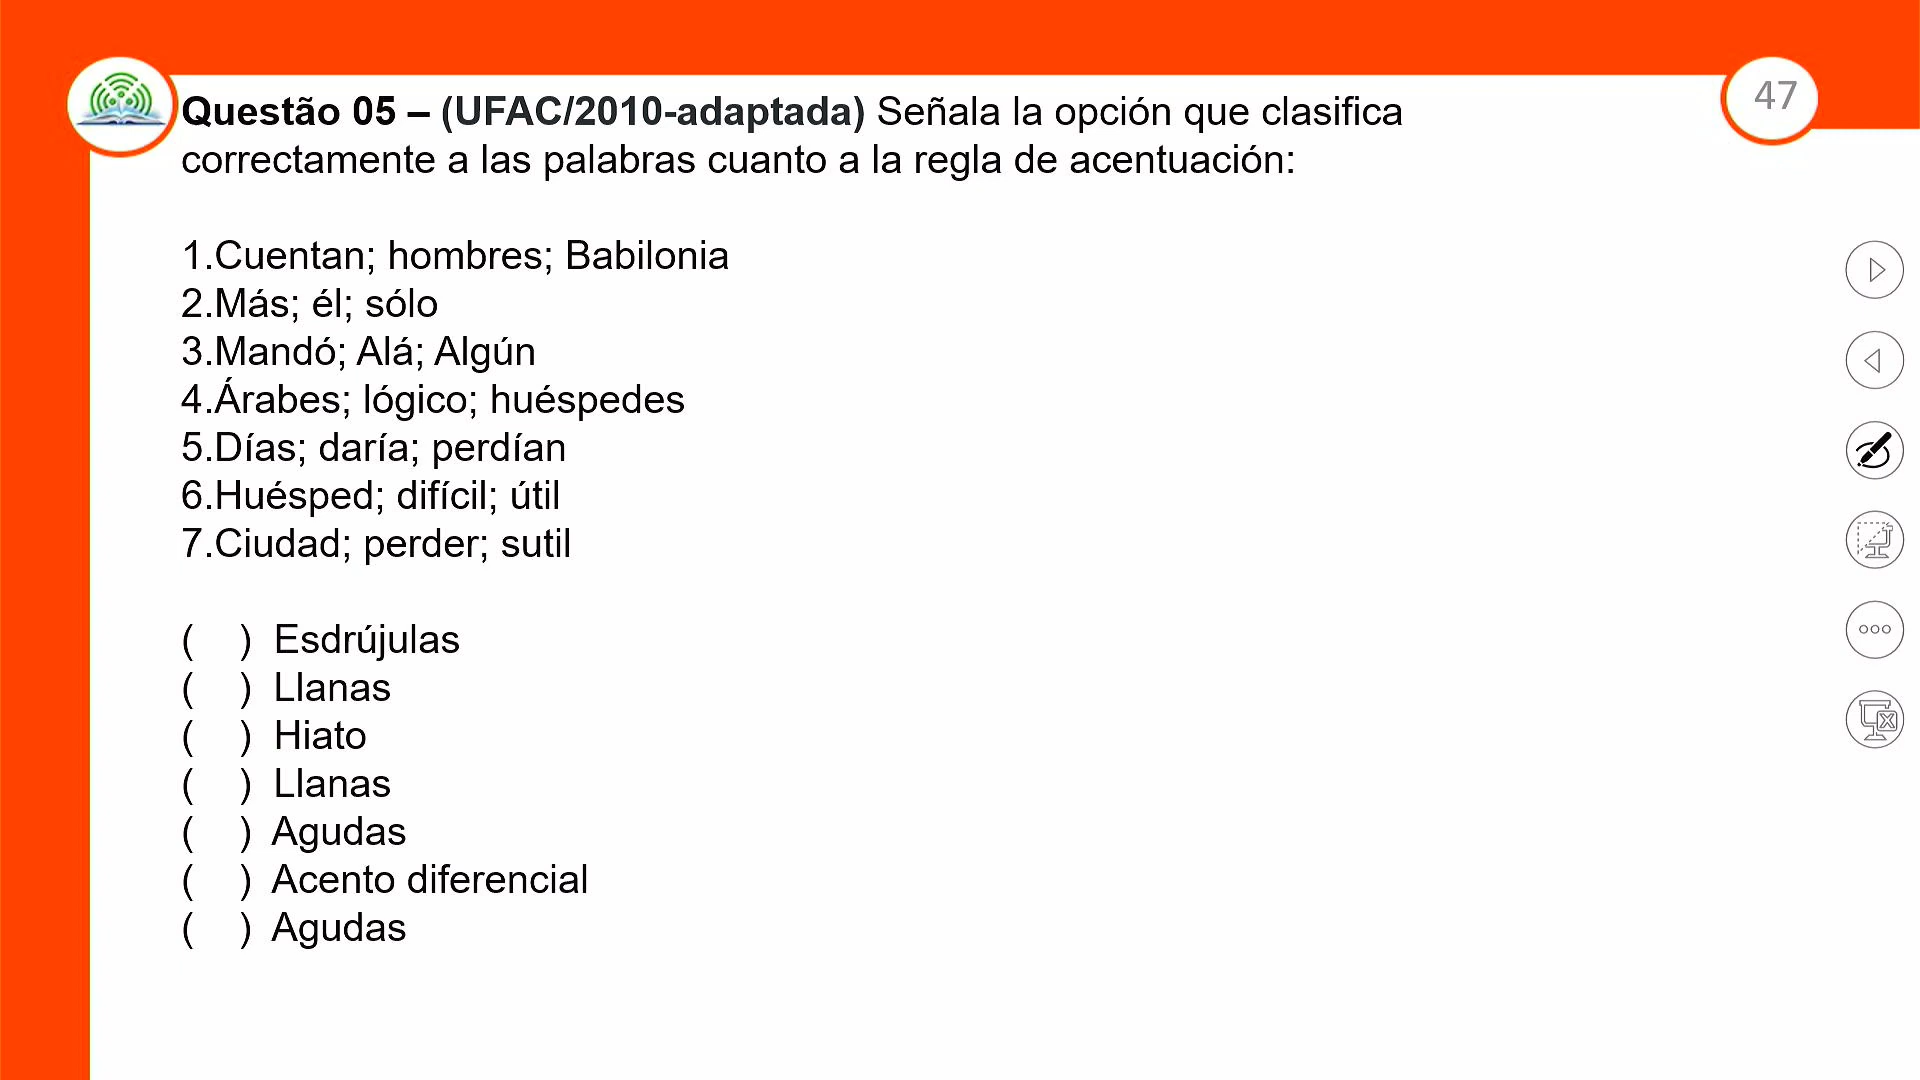 47
Questão 05 – (UFAC/2010-adaptada) Señala la opción que clasifica
correctamente a las palabras cuanto a la regla de acentuación:
1.Cuentan; hombres; Babilonia
2.Más; él; sólo
3.Mandó; Alá; Algún
4.Árabes; lógico; huéspedes
5.Días; daría; perdían
6.Huésped; difícil; útil
7.Ciudad; perder; sutil
( ) Esdrújulas
( ) Llanas
( ) Hiato
( ) Llanas
( ) Agudas
( ) Acento diferencial
( ) Agudas